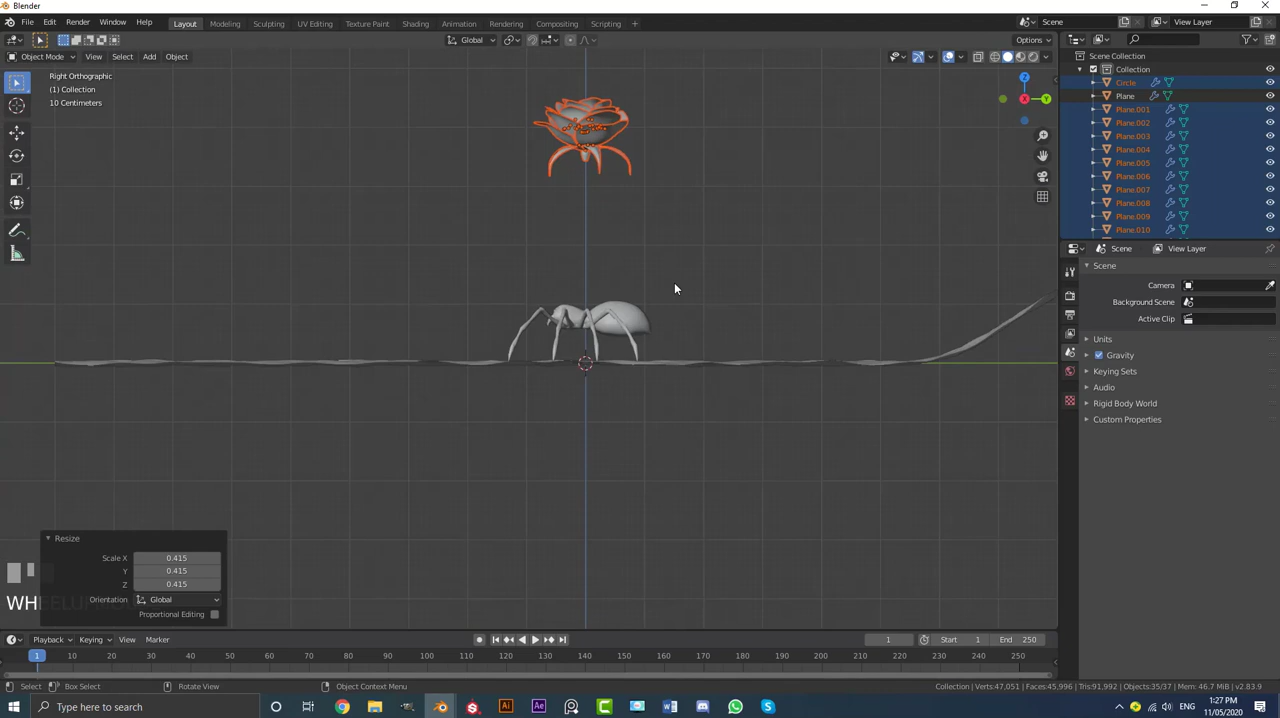 Blender
File Edit Render Window Help Layout Modeling Sculpting UV Editing Texture Paint Shading Animation Rendering Compositing Scripting + Scene View Layer
Global Options
Object Mode View Select Add Object
Right Orthographic
(1) Collection
10 Centimeters
X Y Z
Scene Collection
Collection
Circle
Plane
Plane.001
Plane.002
Plane.003
Plane.004
Plane.005
Plane.006
Plane.007
Plane.008
Plane.009
Plane.010
Scene View Layer
Scene
Camera
Background Scene
Active Clip
Units
Gravity
Keying Sets
Audio
Rigid Body World
Custom Properties
Resize
Scale X 0.415
Y 0.415
Z 0.415
Orientation Global
Proportional Editing
Playback Keying View Marker 1 Start 1 End 250
1 10 20 30 40 50 60 70 80 90 100 110 120 130 140 150 160 170 180 190 200 210 220 230 240 250
Select Box Select Rotate View Object Context Menu Collection | Verts:47,051 | Faces:45,996 | Tris:91,992 | Objects:35/37 | Mem: 46.7 MiB | v2.83.9
Type here to search Ai Ae ENG 1:27 PM
11/05/2020